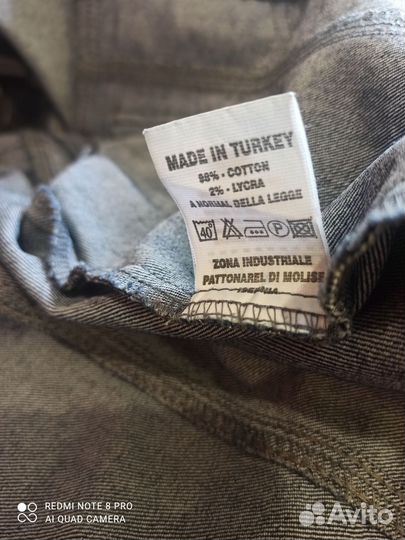 MADE IN TURKEY
98% - COTTON
2% - LYCRA
A NORMAL DELLA LEGGE
40° P
ZONA INDUSTRIALE
PATTONAREL DI MOLISE
REDMI NOTE 8 PRO
AI QUAD CAMERA
Avito